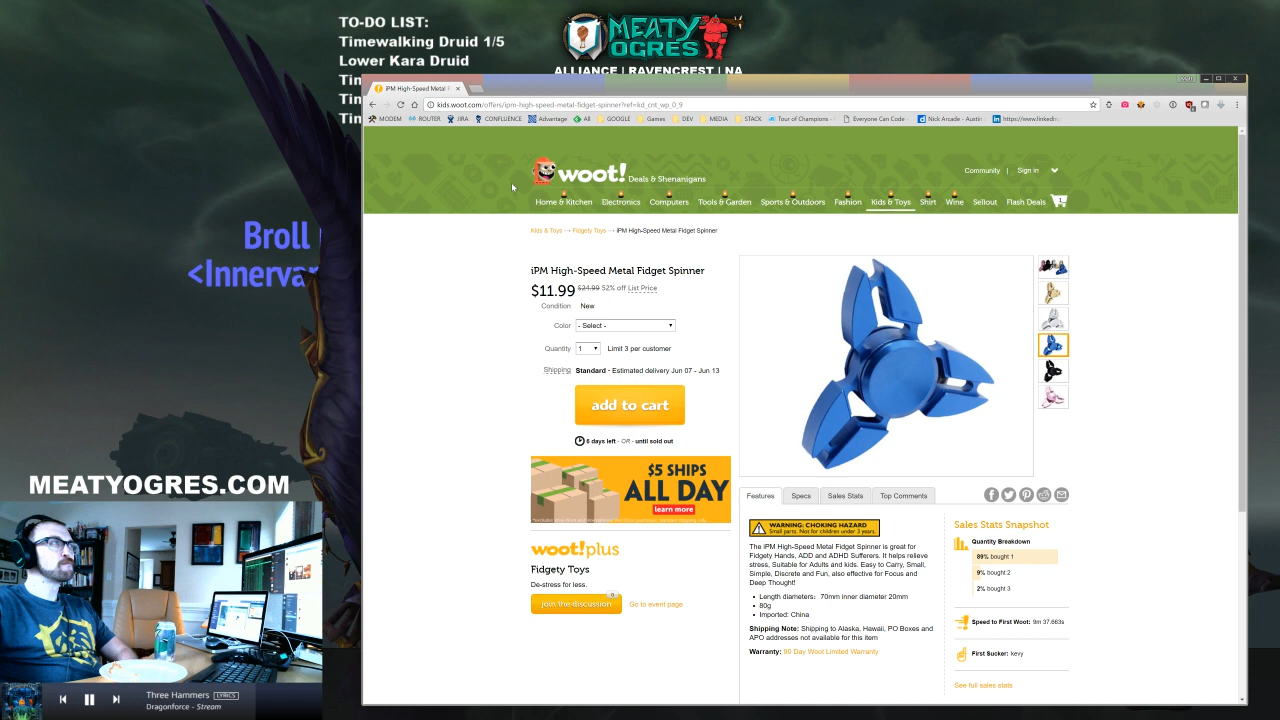 TO-DO LIST:
Timewalking Druid 1/5
Lower Kara Druid
Tim
Tim
Tim
MEATY
OGRES
ALLIANCE | RAVENCREST | NA
iPM High-Speed Metal F
kids.woot.com/offers/ipm-high-speed-metal-fidget-spinner?ref=kd_cnt_wp_0_9
MODEM ROUTER JIRA CONFLUENCE Advantage All GOOGLE Games DEV MEDIA STACK Tour of Champions - Everyone Can Code - Nick Arcade - Austin https://www.linkedin
woot! Deals & Shenanigans
Community | Sign in
Home & Kitchen Electronics Computers Tools & Garden Sports & Outdoors Fashion Kids & Toys Shirt Wine Sellout Flash Deals 1
Kids & Toys → Fidgety Toys → iPM High-Speed Metal Fidget Spinner
iPM High-Speed Metal Fidget Spinner
$11.99 $24.99 52% off List Price
Condition New
Color - Select -
Quantity 1 Limit 3 per customer
Shipping Standard - Estimated delivery Jun 07 - Jun 13
add to cart
6 days left - OR - until sold out
$5 SHIPS
ALL DAY
learn more
woot!plus
Fidgety Toys
De-stress for less.
0
join the discussion Go to event page
Features Specs Sales Stats Top Comments
WARNING: CHOKING HAZARD
Small parts. Not for children under 3 years.
The iPM High-Speed Metal Fidget Spinner is great for
Fidgety Hands, ADD and ADHD Sufferers. It helps relieve
stress, Suitable for Adults and kids. Easy to Carry, Small,
Simple, Discrete and Fun, also effective for Focus and
Deep Thought!
• Length diameters: 70mm inner diameter 20mm
• 80g
• Imported: China
Shipping Note: Shipping to Alaska, Hawaii, PO Boxes and
APO addresses not available for this item
Warranty: 90 Day Woot Limited Warranty
Sales Stats Snapshot
Quantity Breakdown
89% bought 1
9% bought 2
2% bought 3
Speed to First Woot: 9m 37.663s
First Sucker: kevy
See full sales stats
Broll
<Innerva
MEATYOGRES.COM
Three Hammers LYRICS
Dragonforce - Stream